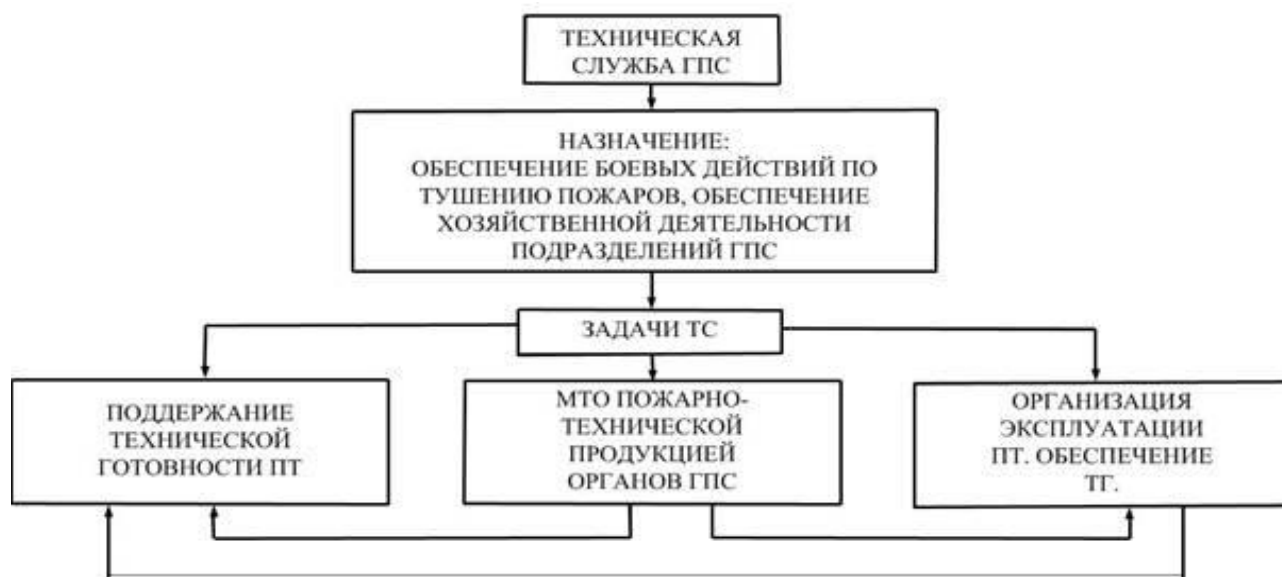 ТЕХНИЧЕСКАЯ
СЛУЖБА ГПС
НАЗНАЧЕНИЕ:
ОБЕСПЕЧЕНИЕ БОЕВЫХ ДЕЙСТВИЙ ПО
ТУШЕНИЮ ПОЖАРОВ, ОБЕСПЕЧЕНИЕ
ХОЗЯЙСТВЕННОЙ ДЕЯТЕЛЬНОСТИ
ПОДРАЗДЕЛЕНИЙ ГПС
ЗАДАЧИ ТС
ПОДДЕРЖАНИЕ
ТЕХНИЧЕСКОЙ
ГОТОВНОСТИ ПТ
МТО ПОЖАРНО-
ТЕХНИЧЕСКОЙ
ПРОДУКЦИЕЙ
ОРГАНОВ ГПС
ОРГАНИЗАЦИЯ
ЭКСПЛУАТАЦИИ
ПТ. ОБЕСПЕЧЕНИЕ
ТГ.